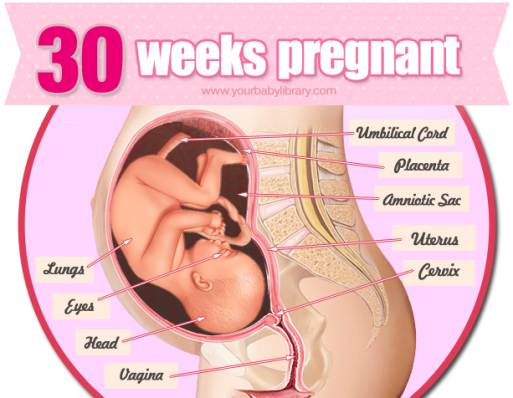 30 weeks pregnant
www.yourbabylibrary.com
Umbilical Cord
Placenta
Amniotic Sac
Uterus
Cervix
Lungs
Eyes
Head
Vagina